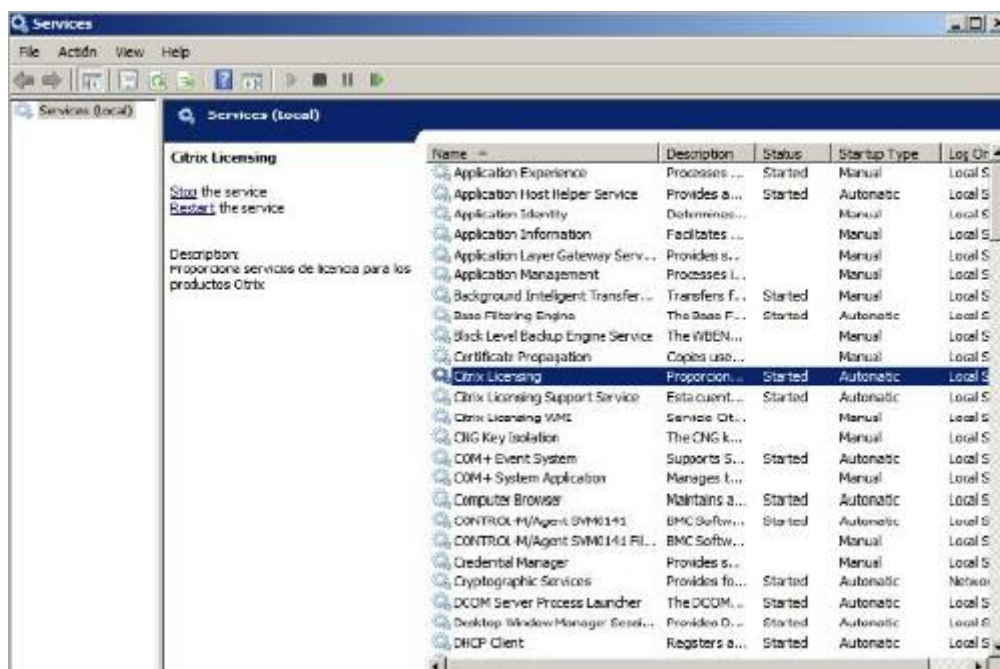 Services
File Action View Help
Services (Local)
Services (Local)
Citrix Licensing
Stop the service
Restart the service
Description:
Proporciona servicios de licencia para los
productos Citrix
Name Description Status Startup Type Log On
Application Experience Processes ... Started Manual Local S
Application Host Helper Service Provides a... Started Automatic Local S
Application Identity Determines... Manual Local S
Application Information Facilitates ... Manual Local S
Application Layer Gateway Serv... Provides s... Manual Local S
Application Management Processes i... Manual Local S
Background Intelligent Transfer... Transfers f... Started Manual Local S
Base Filtering Engine The Base F... Started Automatic Local S
Block Level Backup Engine Service The WBEN... Manual Local S
Certificate Propagation Copies use... Manual Local S
Citrix Licensing Proporcion... Started Automatic Local S
Citrix Licensing Support Service Esta cuent... Started Automatic Local S
Citrix Licensing WMI Servicio Cit... Manual Local S
CNG Key Isolation The CNG k... Manual Local S
COM+ Event System Supports S... Started Automatic Local S
COM+ System Application Manages t... Manual Local S
Computer Browser Maintains a... Started Automatic Local S
CONTROL-M/Agent SVM0141 BMC Softw... Started Automatic Local S
CONTROL-M/Agent SVM0141 Fil... BMC Softw... Manual Local S
Credential Manager Provides s... Manual Local S
Cryptographic Services Provides fo... Started Automatic Networ
DCOM Server Process Launcher The DCOM... Started Automatic Local S
Desktop Window Manager Sessi... Provides D... Started Automatic Local S
DHCP Client Registers a... Started Automatic Local S